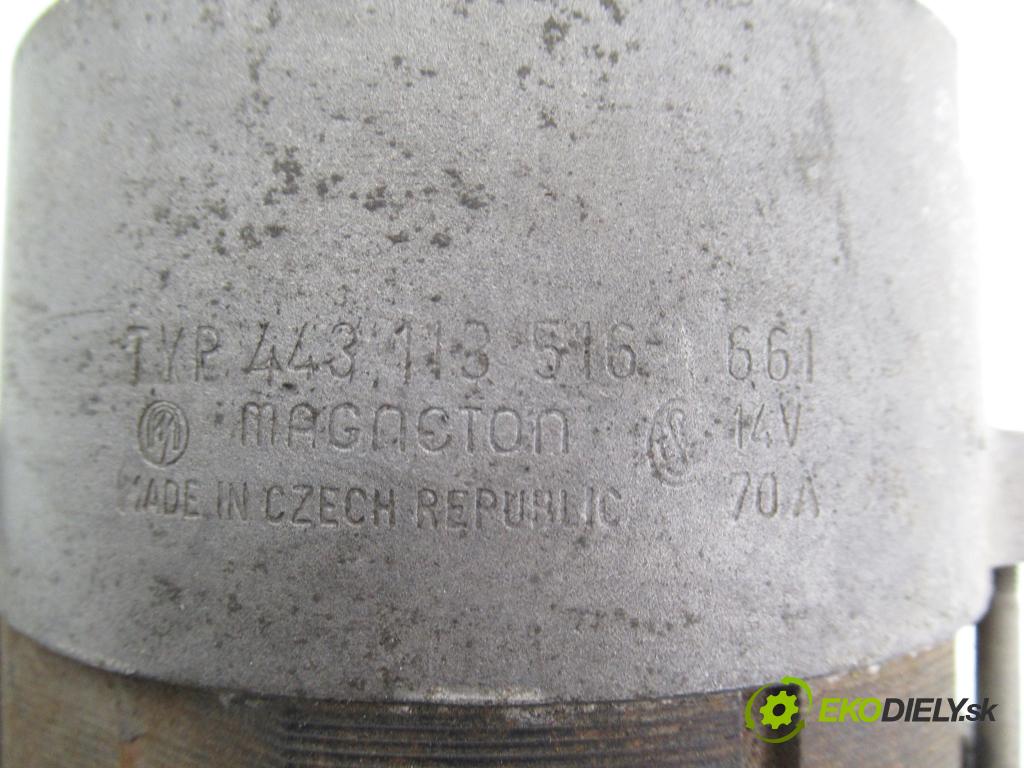 TYP 443 113 516 661
MAGNETON 14V
MADE IN CZECH REPUBLIC 70A
EKODIELY.sk